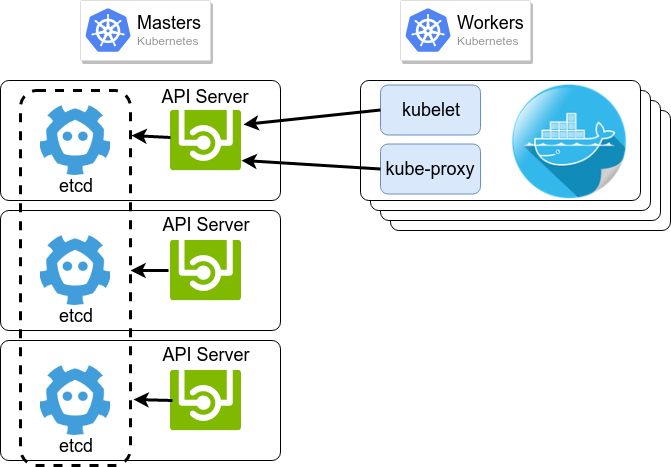 Masters
Kubernetes
Workers
Kubernetes
API Server
etcd
kubelet
kube-proxy
API Server
etcd
API Server
etcd